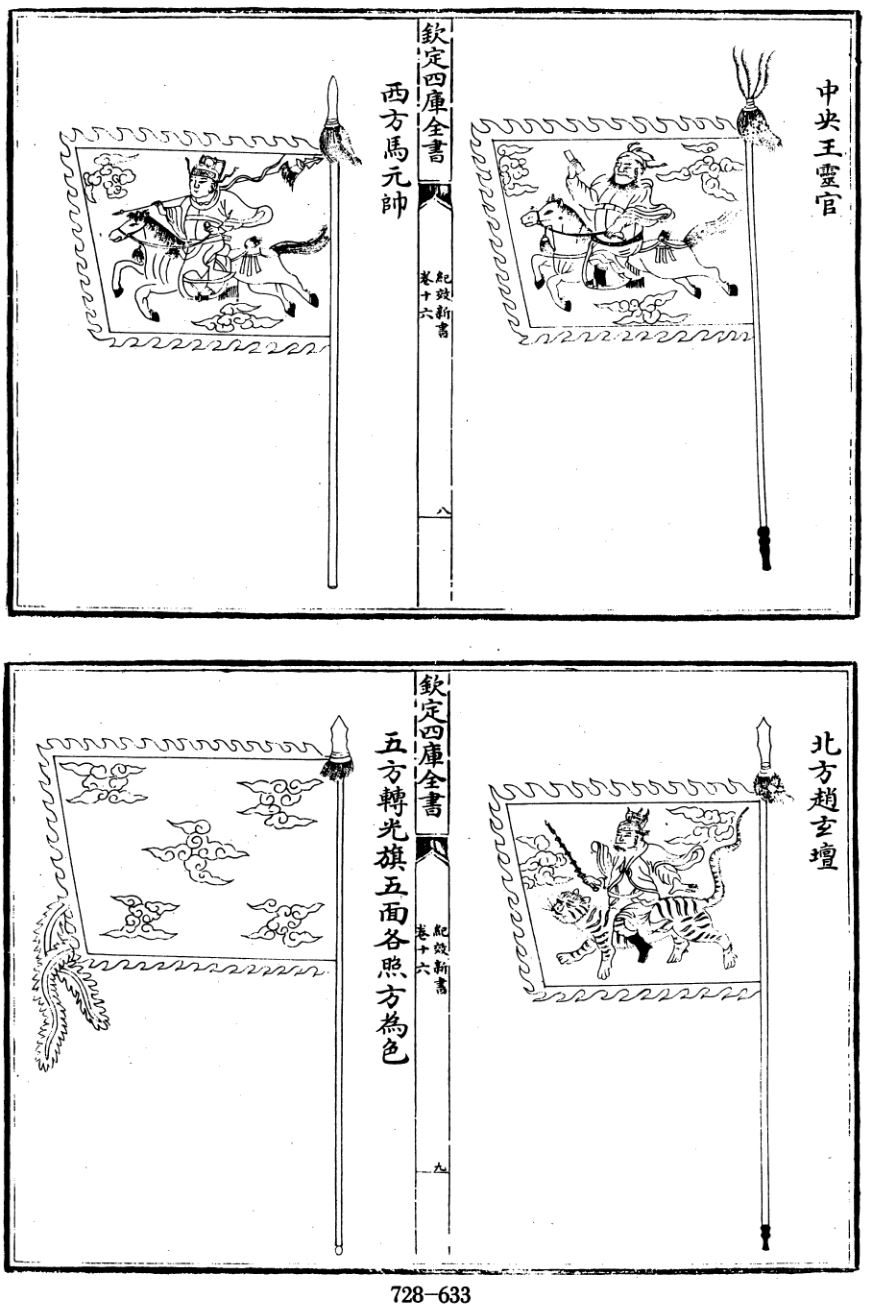 中央王靈官
欽定四庫全書
紀效新書
卷十六
八
西方馬元帥
北方趙玄壇
欽定四庫全書
紀效新書
卷十六
九
五方轉光旗五面各照方為色
728-633